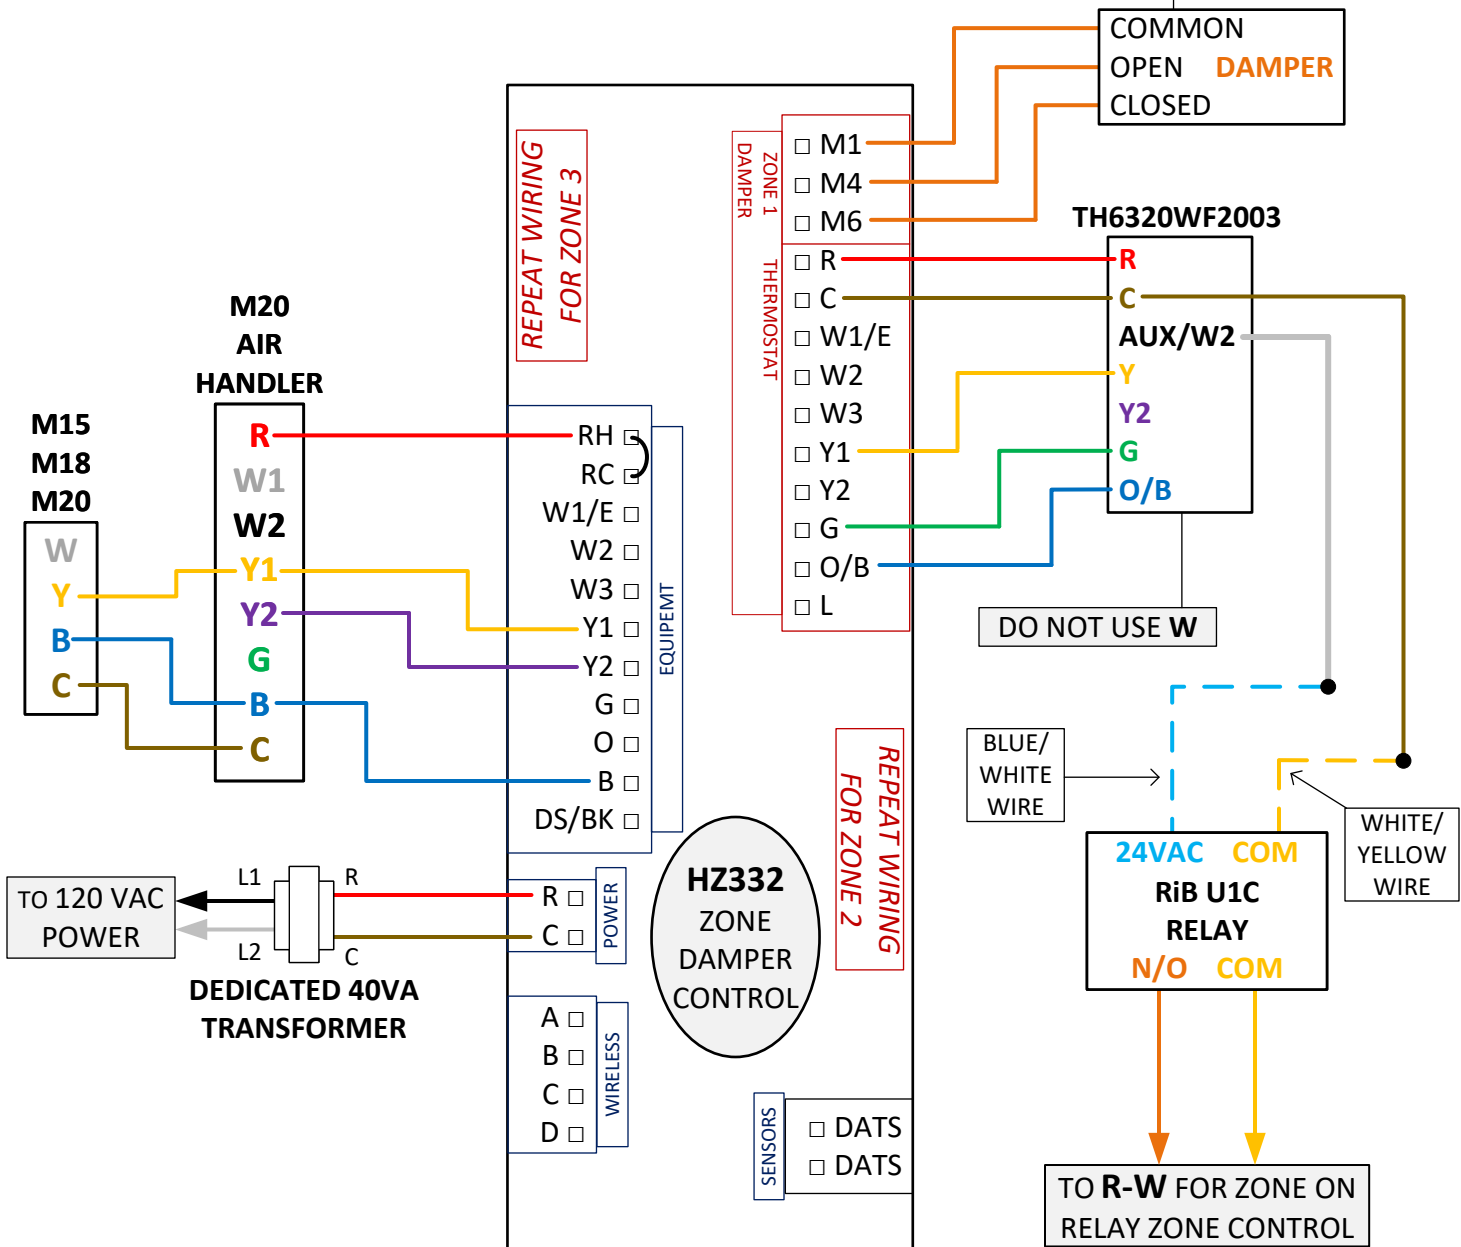 COMMON
OPEN DAMPER
CLOSED
REPEAT WIRING
FOR ZONE 3
ZONE 1
DAMPER
THERMOSTAT
M1
M4
M6
R
C
W1/E
W2
W3
Y1
Y2
G
O/B
L
TH6320WF2003
R
C
AUX/W2
Y
Y2
G
O/B
DO NOT USE W
M20
AIR
HANDLER
R
W1
W2
Y1
Y2
G
B
C
M15
M18
M20
W
Y
B
C
RH
RC
W1/E
W2
W3
Y1
Y2
G
O
B
DS/BK
EQUIPEMT
REPEAT WIRING
FOR ZONE 2
BLUE/
WHITE
WIRE
WHITE/
YELLOW
WIRE
24VAC COM
RiB U1C
RELAY
N/O COM
TO R-W FOR ZONE ON
RELAY ZONE CONTROL
TO 120 VAC
POWER
L1
L2
R
C
DEDICATED 40VA
TRANSFORMER
R
C
POWER
HZ332
ZONE
DAMPER
CONTROL
A
B
C
D
WIRELESS
SENSORS
DATS
DATS